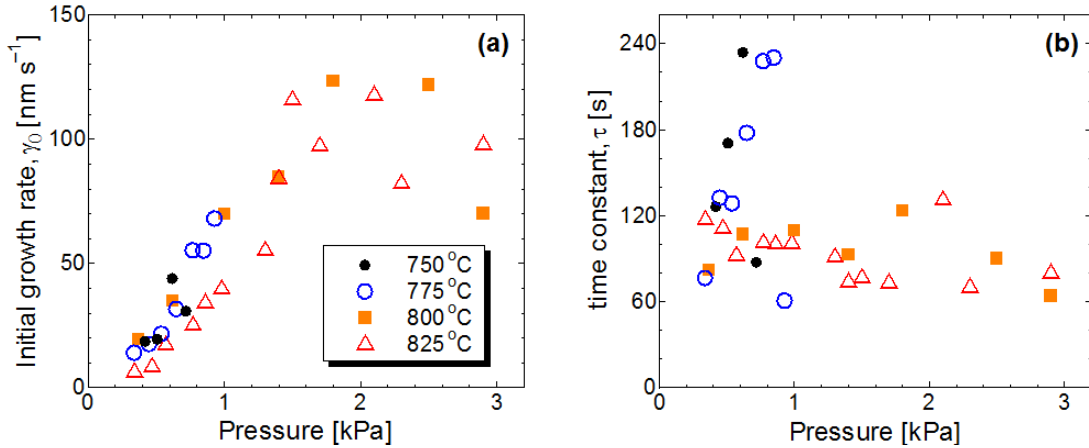 (a)
Initial growth rate, γ0 [nm s⁻¹]
150
100
50
0
0 1 2 3
Pressure [kPa]
750 °C
775 °C
800 °C
825 °C
(b)
time constant, τ [s]
240
180
120
60
0
0 1 2 3
Pressure [kPa]